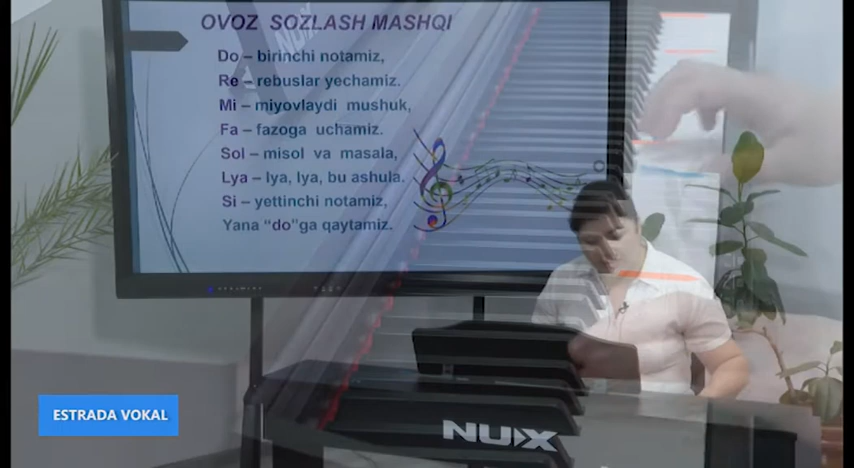 OVOZ SOZLASH MASHQI
Do – birinchi notamiz,
Re – rebuslar yechamiz.
Mi – miyovlaydi mushuk,
Fa – fazoga uchamiz.
Sol – misol va masala,
Lya – lya, lya, bu ashula.
Si – yettinchi notamiz,
Yana “do”ga qaytamiz.
ESTRADA VOKAL
NUX